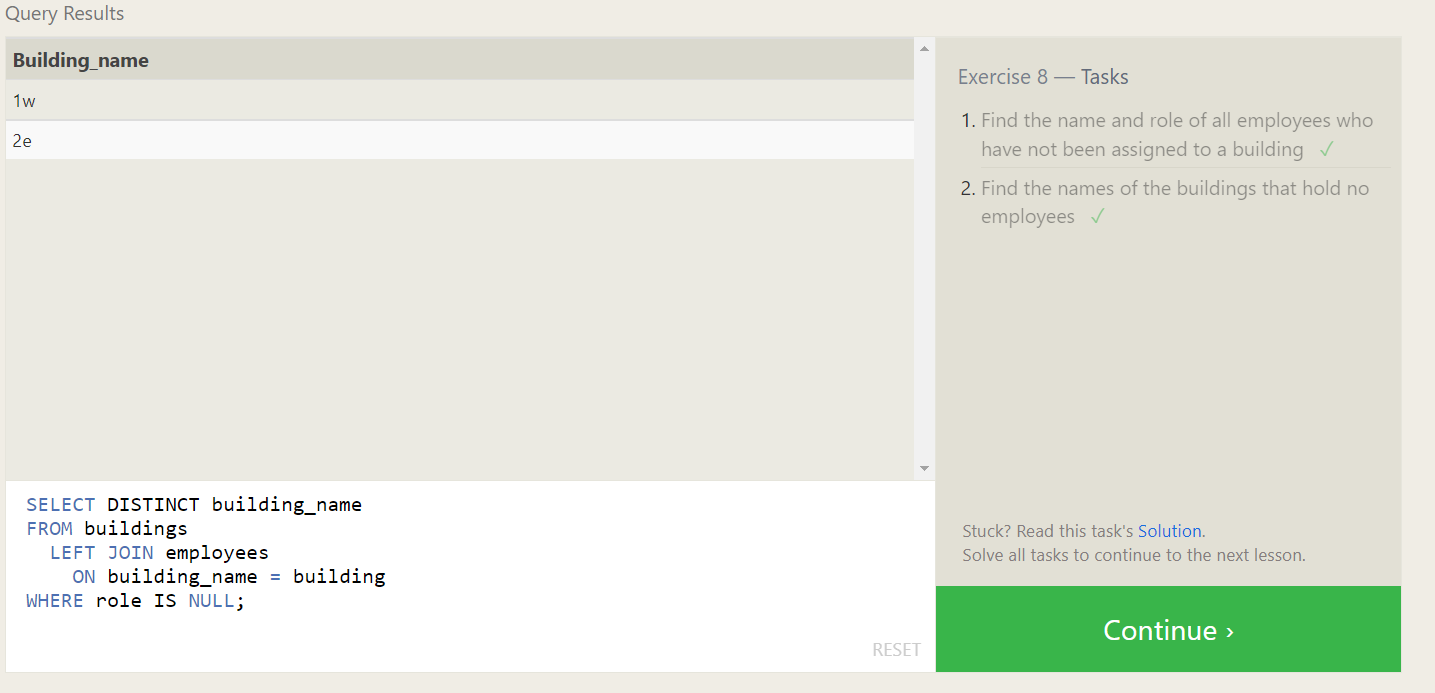 Query Results
Building_name
1w
2e
SELECT DISTINCT building_name
FROM buildings
  LEFT JOIN employees
    ON building_name = building
WHERE role IS NULL;
RESET
Exercise 8 — Tasks
1. Find the name and role of all employees who
have not been assigned to a building ✓
2. Find the names of the buildings that hold no
employees ✓
Stuck? Read this task's Solution.
Solve all tasks to continue to the next lesson.
Continue ›